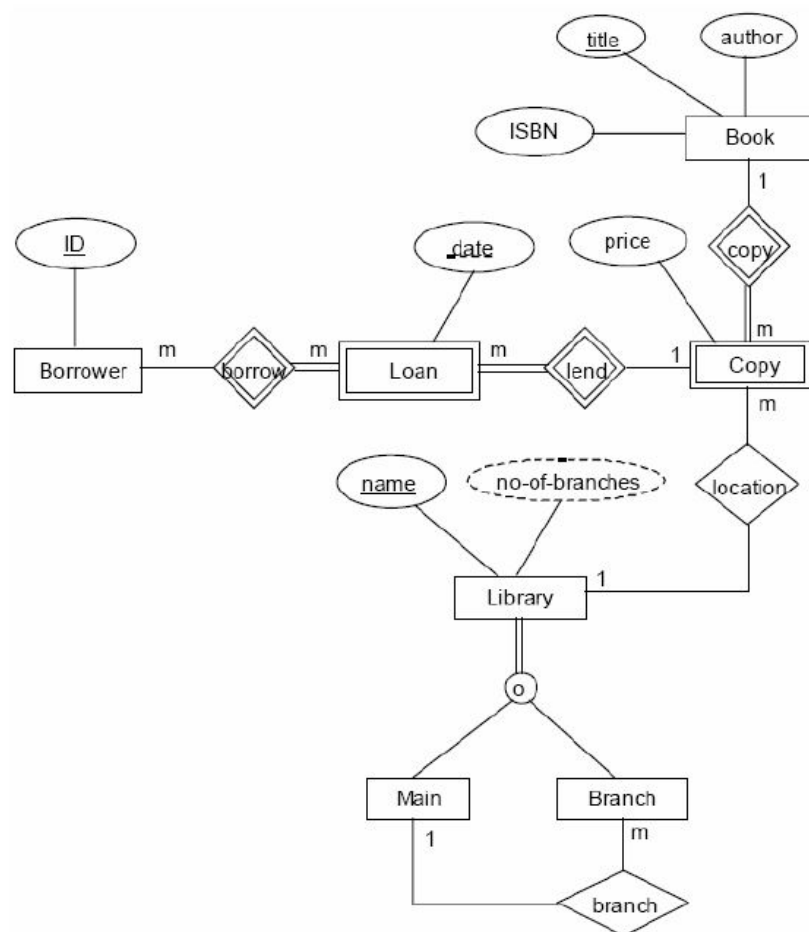 title
author
ISBN
Book
1
ID
date
price
copy
m
Borrower
m
borrow
m
Loan
m
lend
1
Copy
m
name
no-of-branches
location
Library
1
o
Main
Branch
1
m
branch